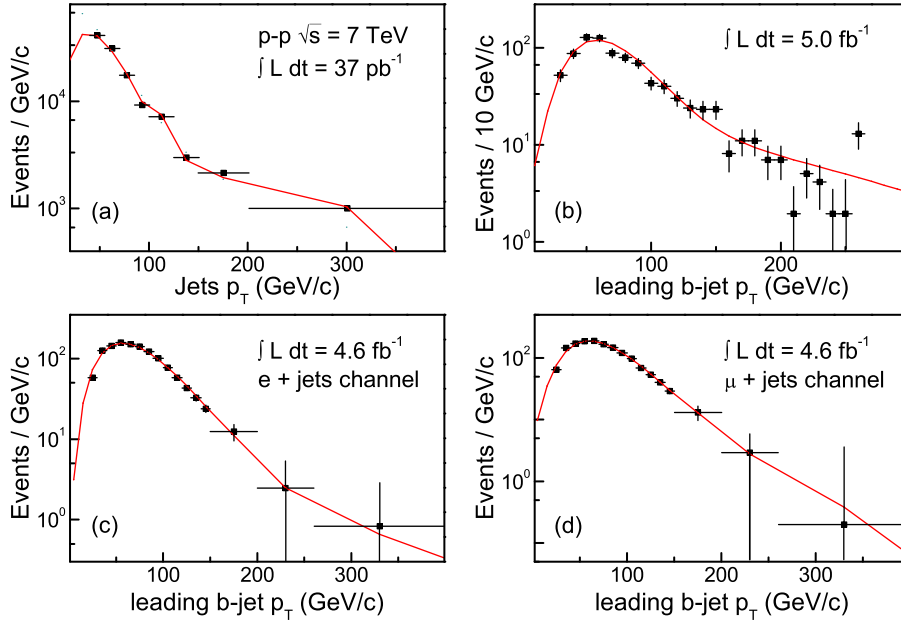 p-p √s = 7 TeV
∫ L dt = 37 pb⁻¹
Events / GeV/c
10⁴
10³
(a)
100
200
300
Jets p_T (GeV/c)
∫ L dt = 5.0 fb⁻¹
Events / 10 GeV/c
10²
10¹
10⁰
(b)
100
200
leading b-jet p_T (GeV/c)
∫ L dt = 4.6 fb⁻¹
e + jets channel
Events / GeV/c
10²
10⁰
(c)
100
200
300
leading b-jet p_T (GeV/c)
∫ L dt = 4.6 fb⁻¹
μ + jets channel
Events / GeV/c
10²
10⁰
(d)
100
200
300
leading b-jet p_T (GeV/c)